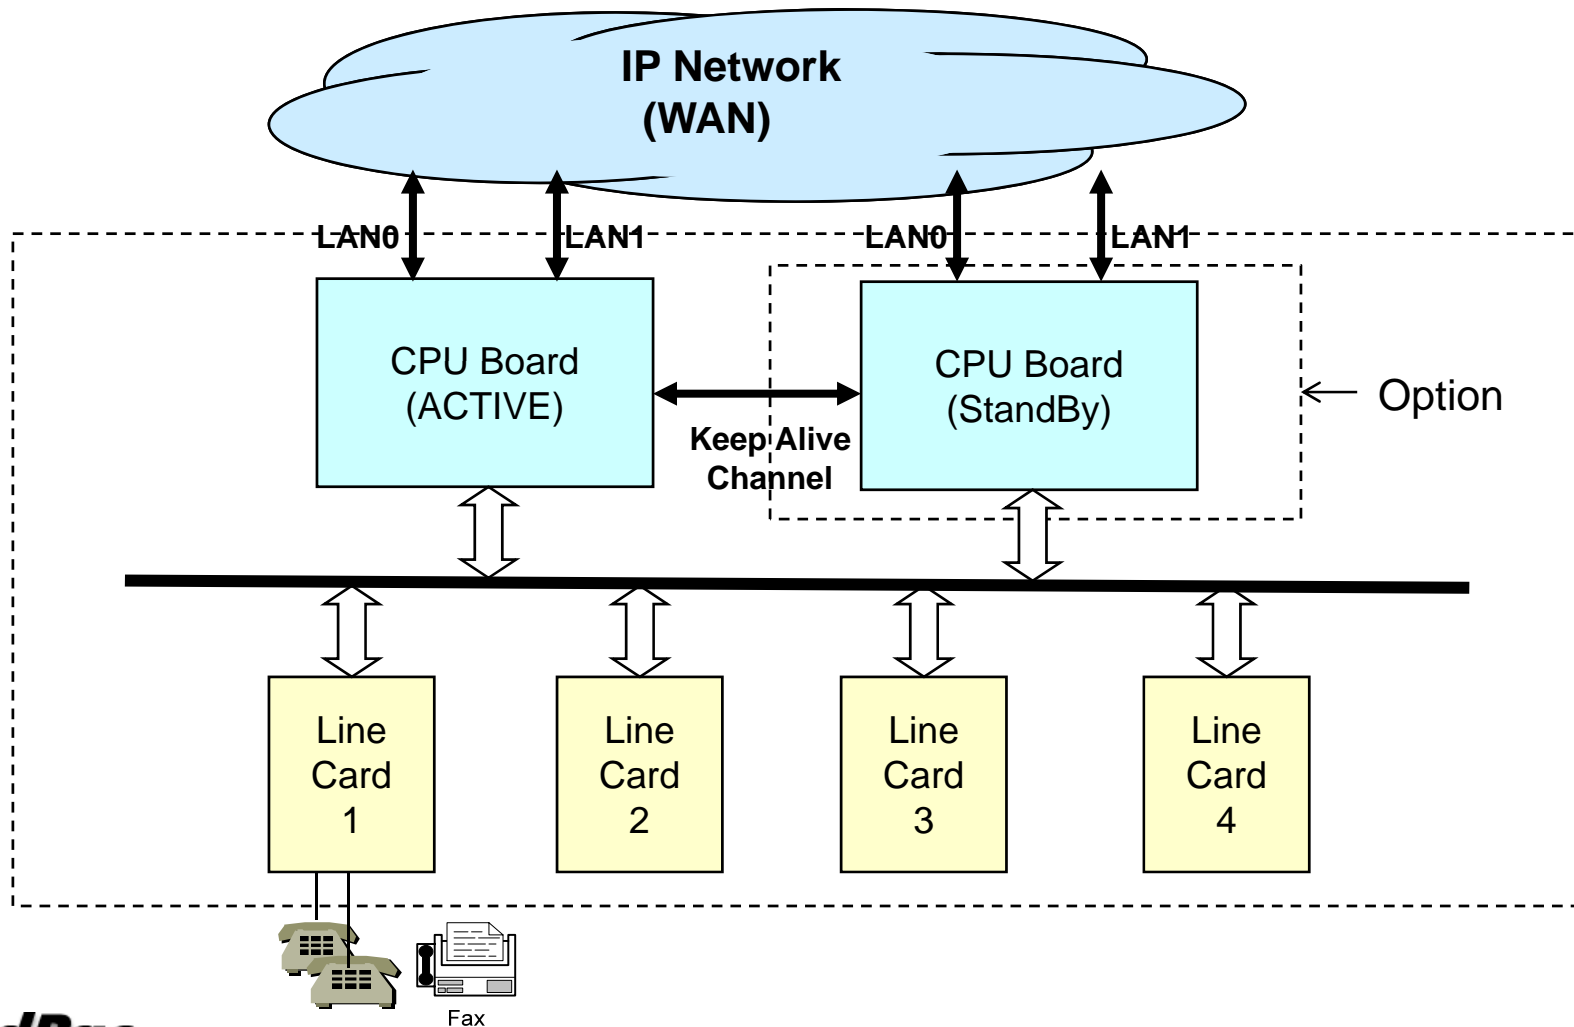 IP Network
(WAN)
LAN0
LAN1
LAN0
LAN1
CPU Board
(ACTIVE)
CPU Board
(StandBy)
Option
Keep Alive
Channel
Line
Card
1
Line
Card
2
Line
Card
3
Line
Card
4
Fax